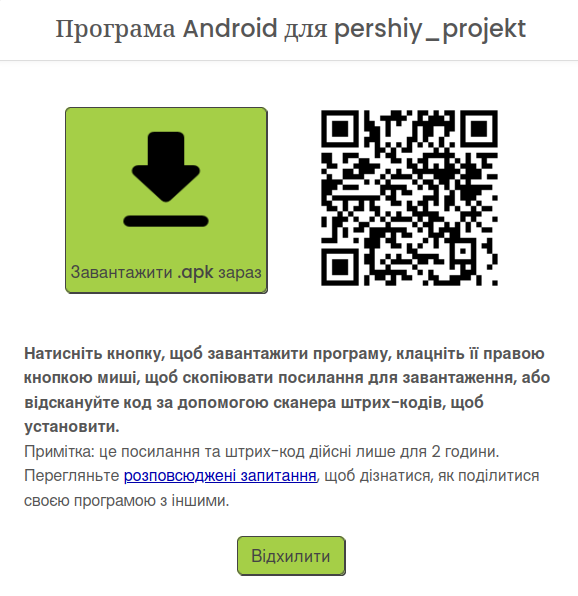 Програма Android для pershiy_projekt
Завантажити .apk зараз
Натисніть кнопку, щоб завантажити програму, клацніть її правою
кнопкою миші, щоб скопіювати посилання для завантаження, або
відскануйте код за допомогою сканера штрих-кодів, щоб
установити.
Примітка: це посилання та штрих-код дійсні лише для 2 години.
Перегляньте розповсюджені запитання, щоб дізнатися, як поділитися
своєю програмою з іншими.
Відхилити